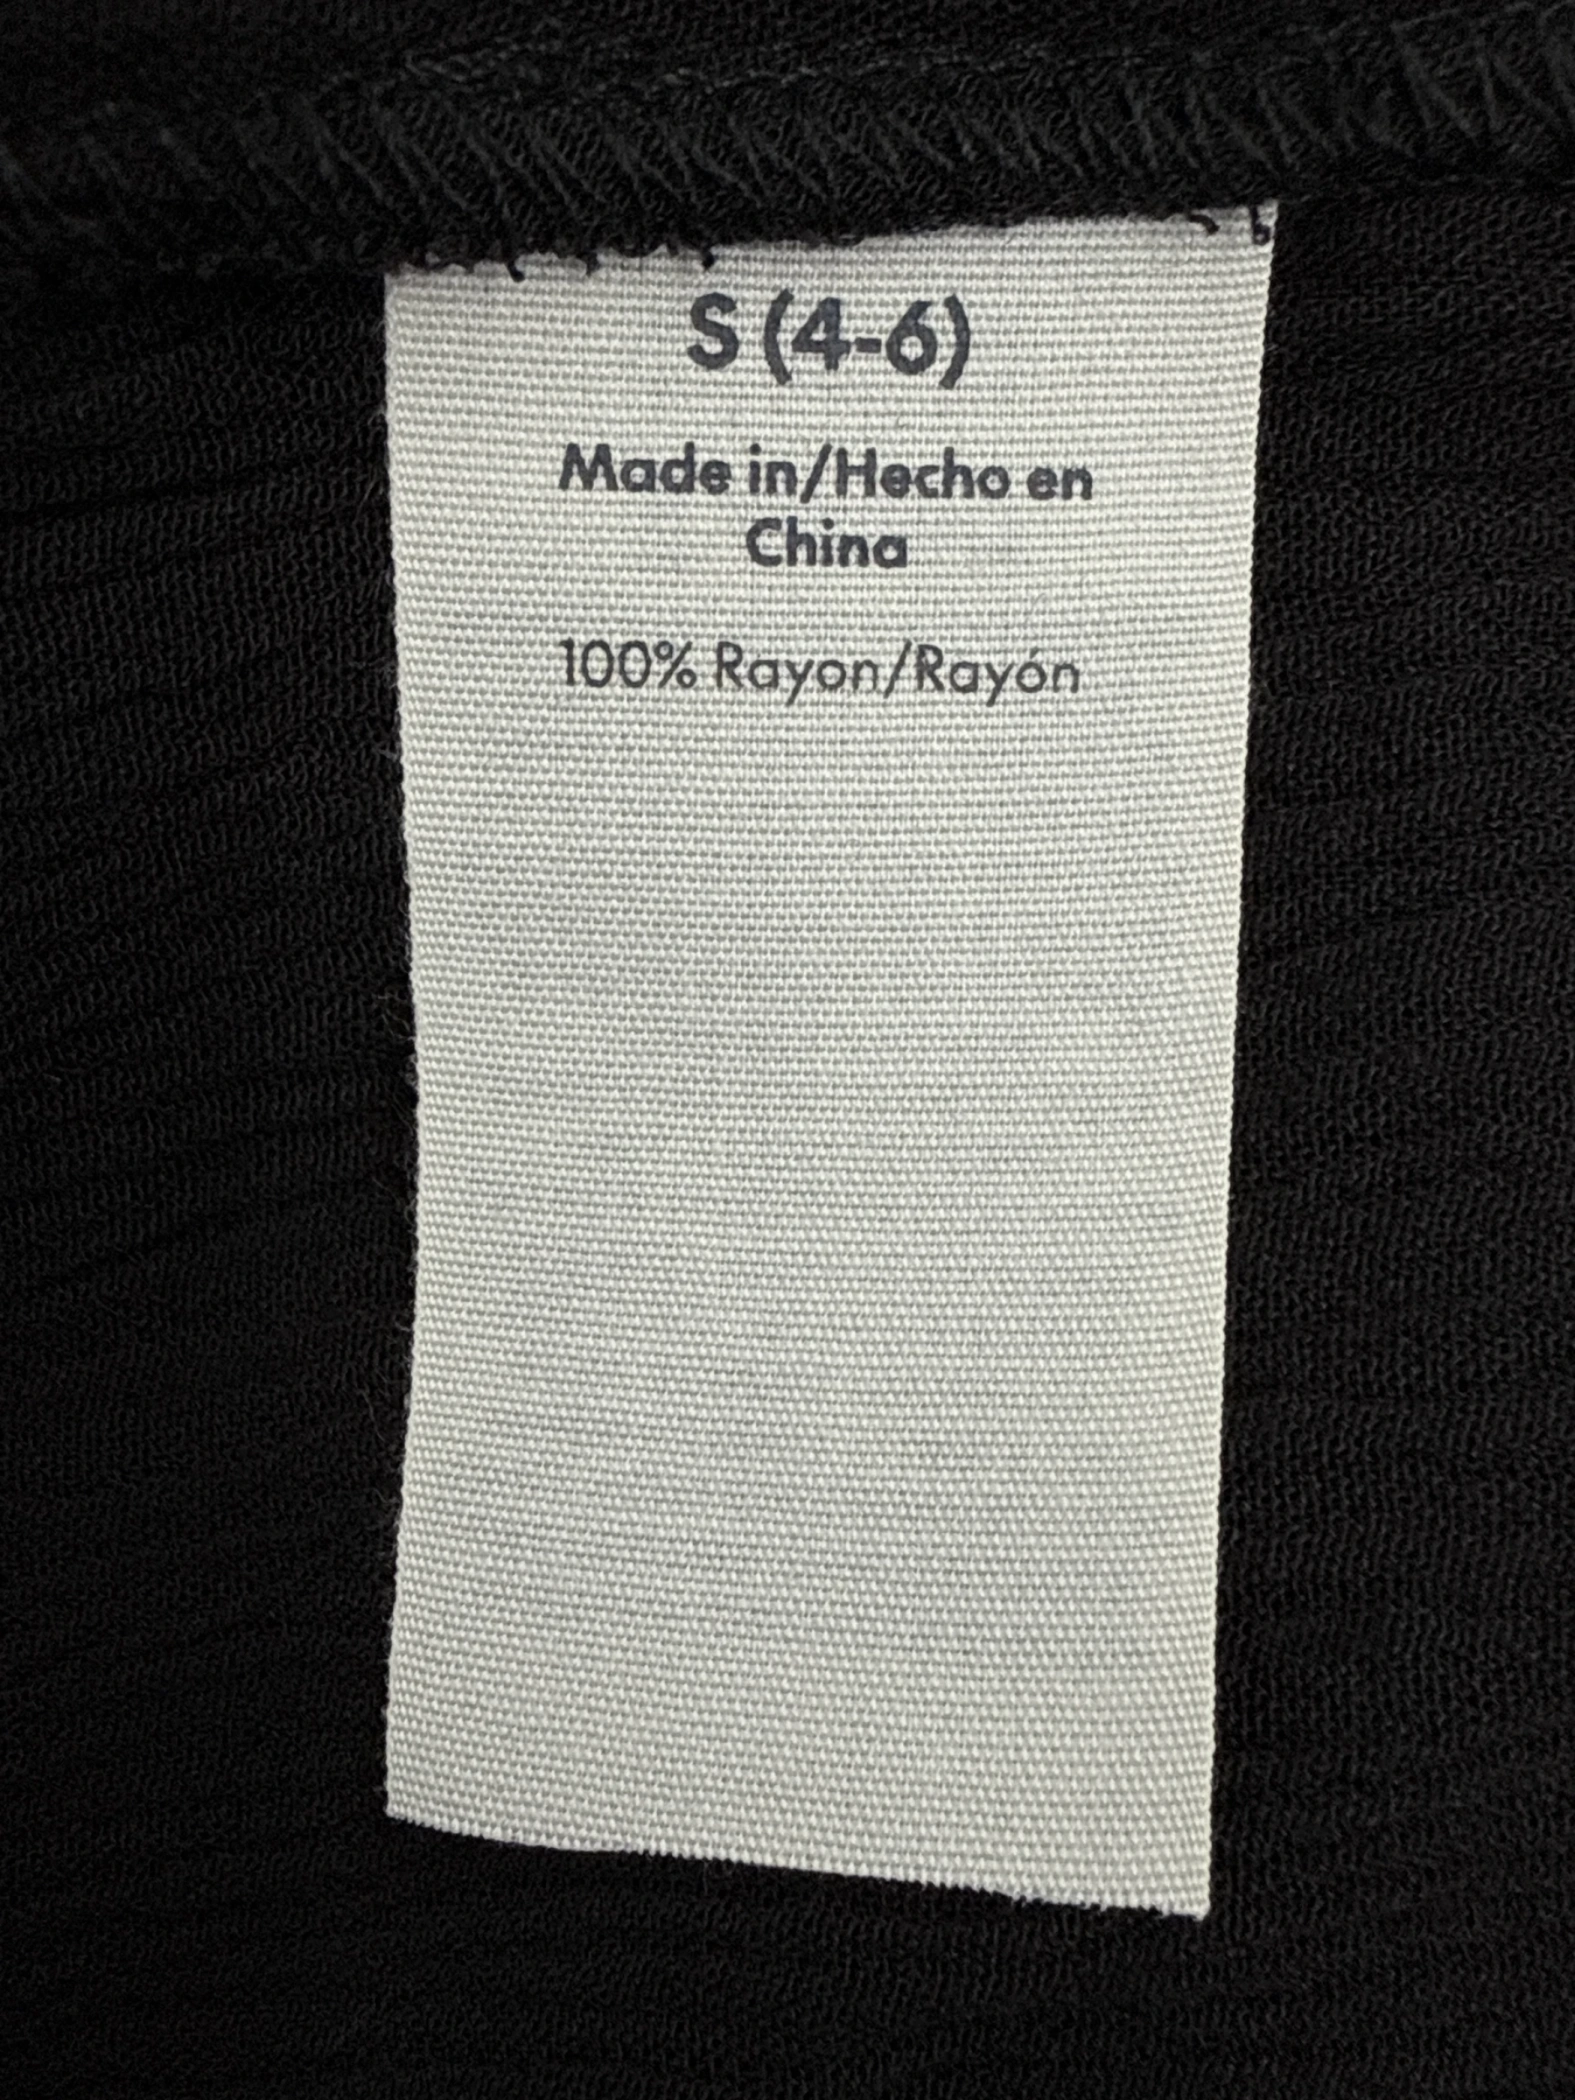 S (4-6)
Made in/Hecho en
China
100% Rayon/Rayón